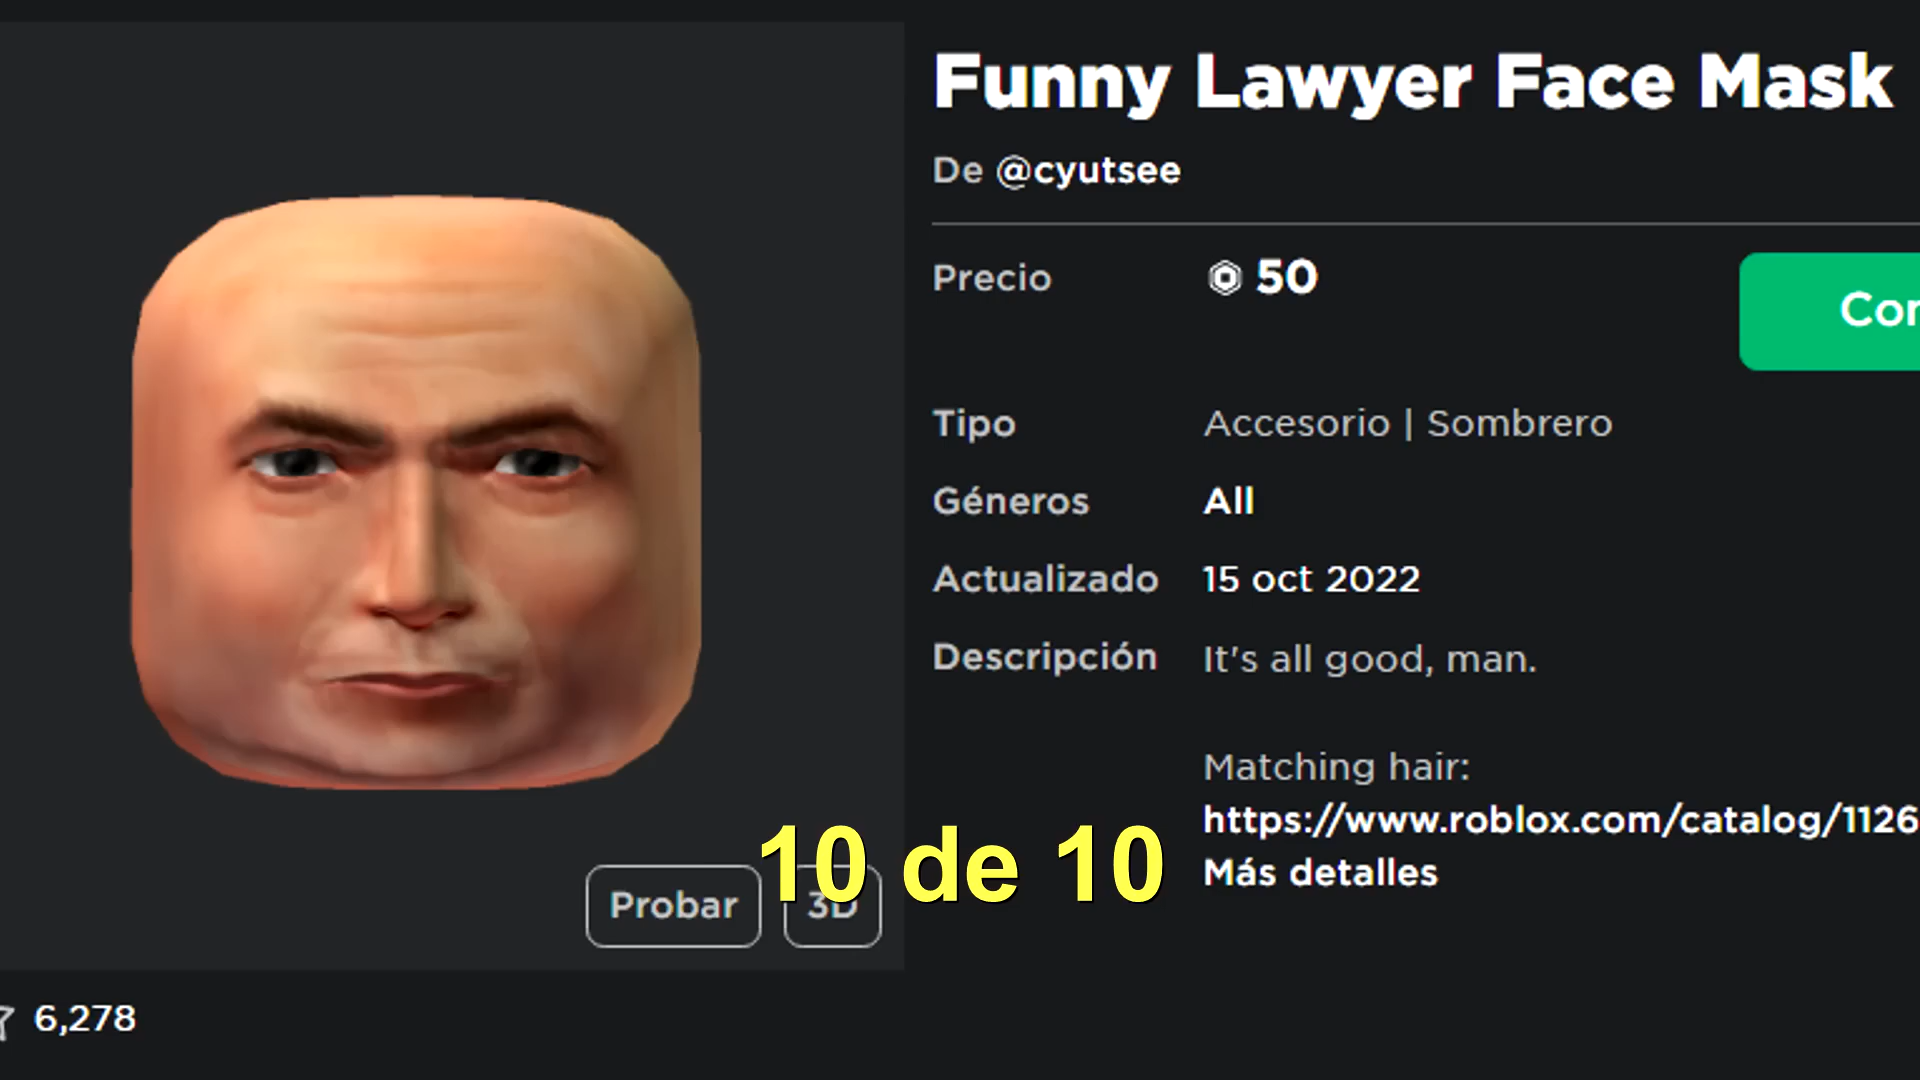 Funny Lawyer Face Mask
De @cyutsee
Precio 50
Con
Tipo Accesorio | Sombrero
Géneros All
Actualizado 15 oct 2022
Descripción It's all good, man.
Matching hair:
https://www.roblox.com/catalog/1126
Más detalles
Probar 3D
10 de 10
6,278